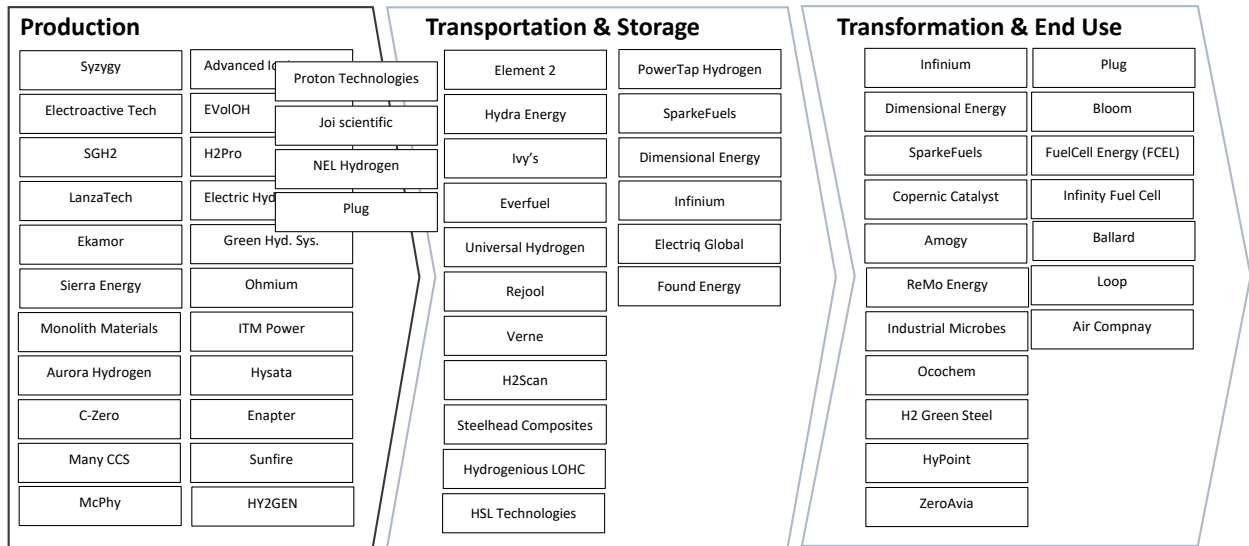 Production
Syzygy
Electroactive Tech
SGH2
LanzaTech
Ekamor
Sierra Energy
Monolith Materials
Aurora Hydrogen
C-Zero
Many CCS
McPhy
Advanced
EVolOH
H2Pro
Electric
Green Hyd. Sys.
Ohmium
ITM Power
Hysata
Enapter
Sunfire
HY2GEN
Proton Technologies
Joi scientific
NEL Hydrogen
Plug
Transportation & Storage
Element 2
Hydra Energy
Ivy's
Everfuel
Universal Hydrogen
Rejool
Verne
H2Scan
Steelhead Composites
Hydrogenious LOHC
HSL Technologies
PowerTap Hydrogen
SparkeFuels
Dimensional Energy
Infinium
Electriq Global
Found Energy
Transformation & End Use
Infinium
Dimensional Energy
SparkeFuels
Copernic Catalyst
Amogy
ReMo Energy
Industrial Microbes
Ocochem
H2 Green Steel
HyPoint
ZeroAvia
Plug
Bloom
FuelCell Energy (FCEL)
Infinity Fuel Cell
Ballard
Loop
Air Compnay